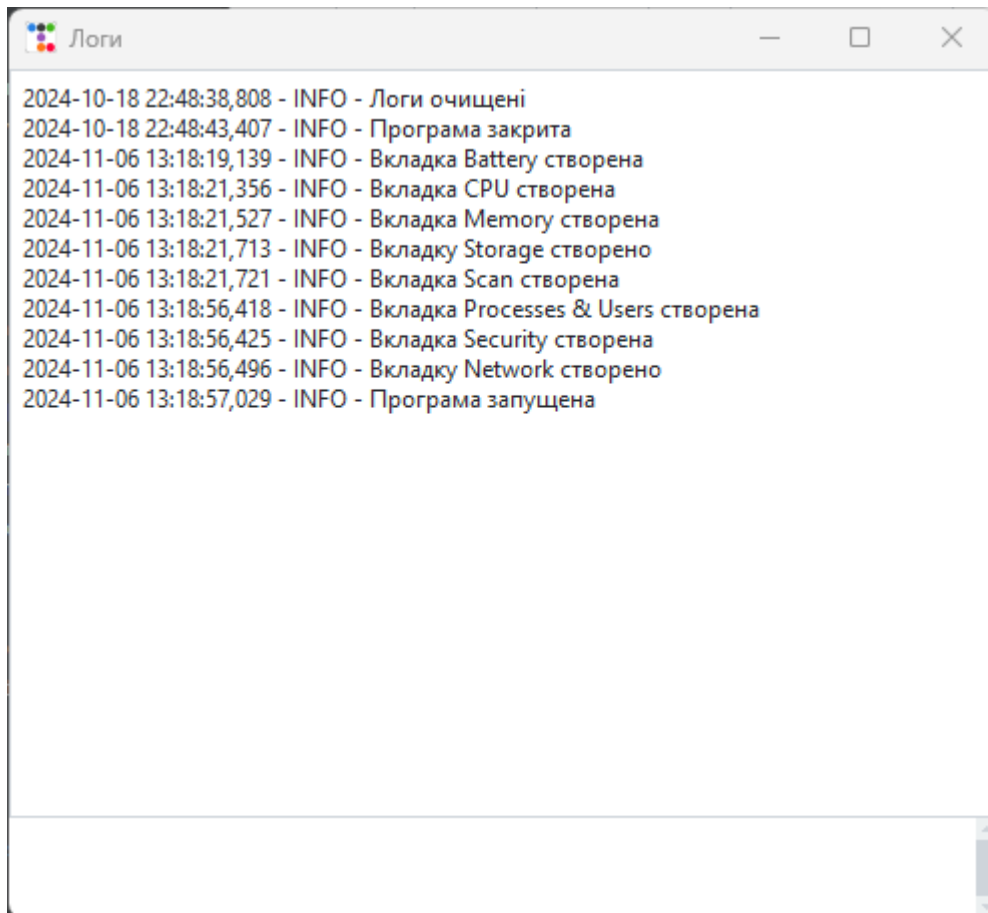 Логи
2024-10-18 22:48:38,808 - INFO - Логи очищені
2024-10-18 22:48:43,407 - INFO - Програма закрита
2024-11-06 13:18:19,139 - INFO - Вкладка Battery створена
2024-11-06 13:18:21,356 - INFO - Вкладка CPU створена
2024-11-06 13:18:21,527 - INFO - Вкладка Memory створена
2024-11-06 13:18:21,713 - INFO - Вкладку Storage створено
2024-11-06 13:18:21,721 - INFO - Вкладка Scan створена
2024-11-06 13:18:56,418 - INFO - Вкладка Processes & Users створена
2024-11-06 13:18:56,425 - INFO - Вкладка Security створена
2024-11-06 13:18:56,496 - INFO - Вкладку Network створено
2024-11-06 13:18:57,029 - INFO - Програма запущена